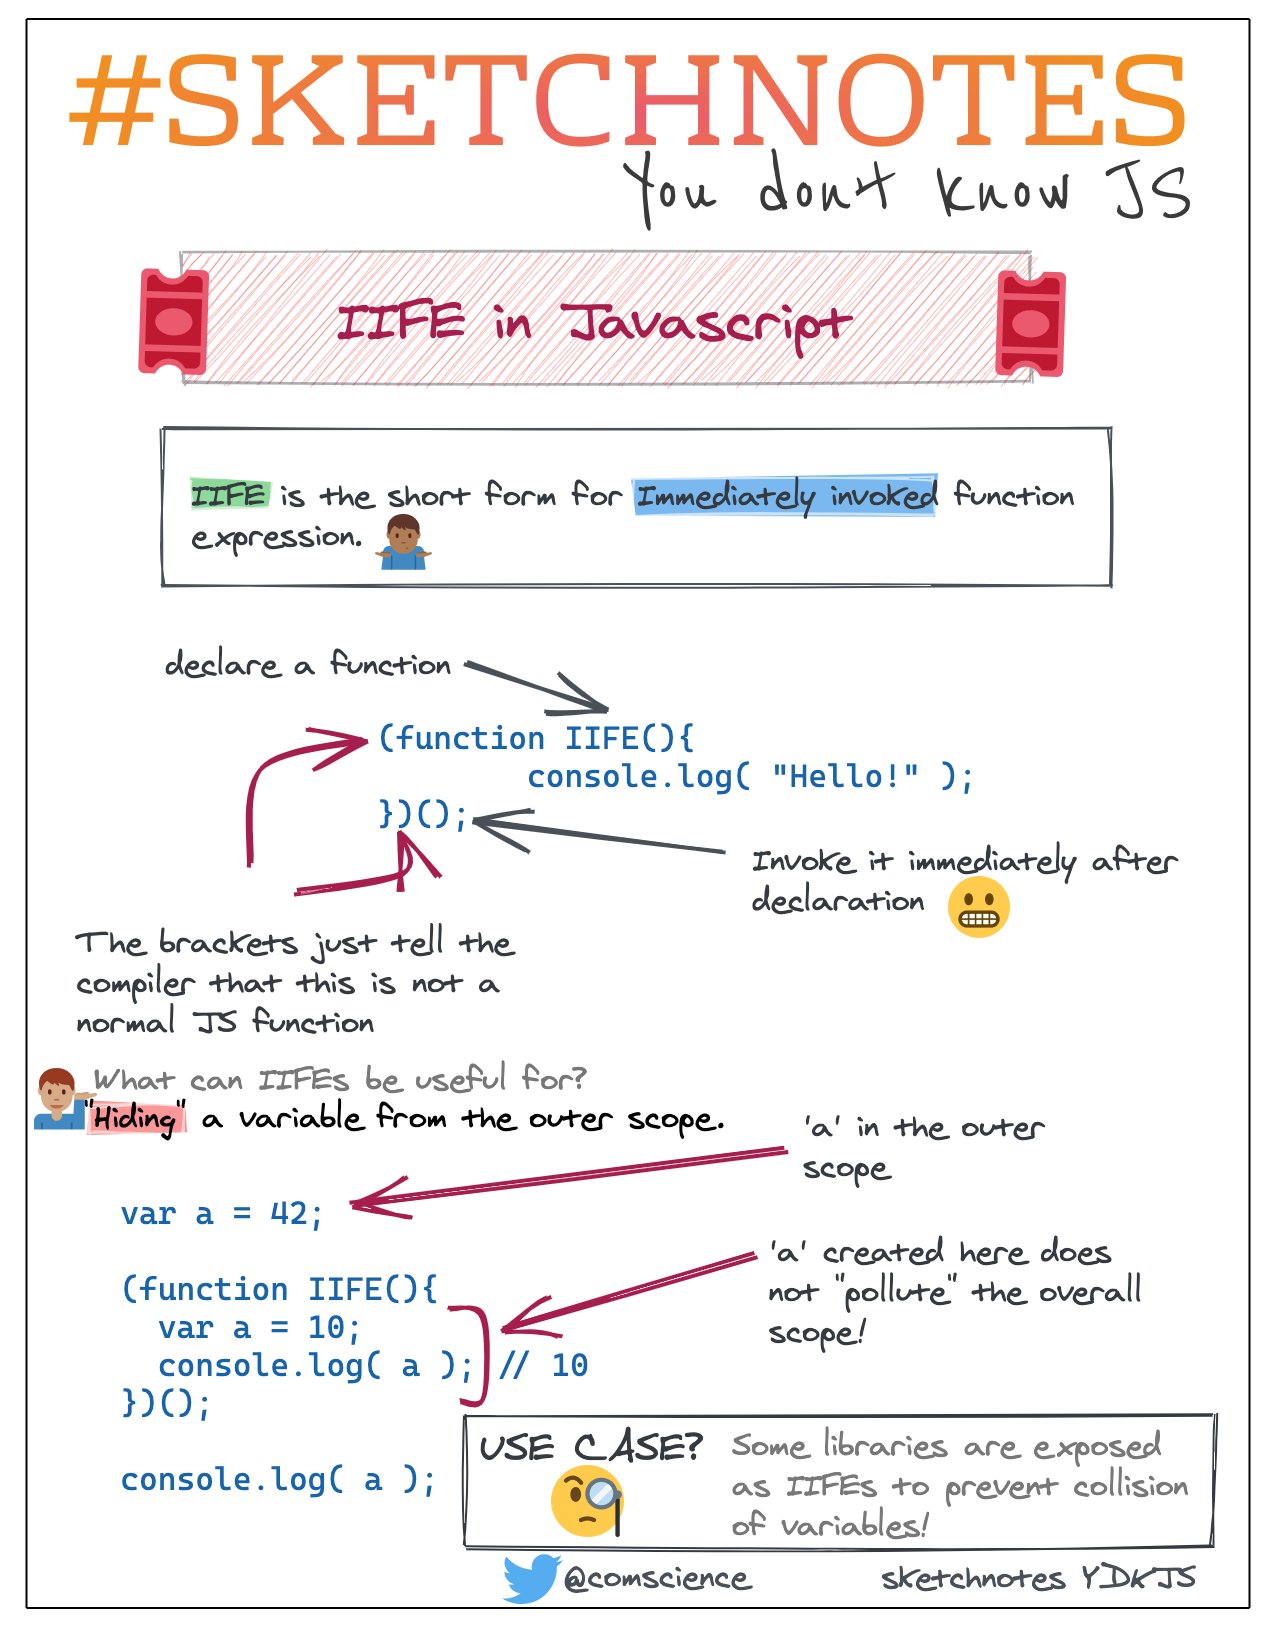 #SKETCHNOTES
You dont know JS
IIFE in Javascript
IIFE is the short form for Immediately invoked function
expression.
declare a function
(function IIFE(){
console.log( "Hello!" );
})();
Invoke it immediately after
declaration
The brackets just tell the
compiler that this is not a
normal JS function
What can IIFEs be useful for?
"Hiding" a variable from the outer scope.
'a' in the outer
scope
var a = 42;
'a' created here does
not "pollute" the overall
scope!
(function IIFE(){
var a = 10;
console.log( a ); // 10
})();
console.log( a );
USE CASE?
Some libraries are exposed
as IIFEs to prevent collision
of variables!
@comscience
sketchnotes YDKJS